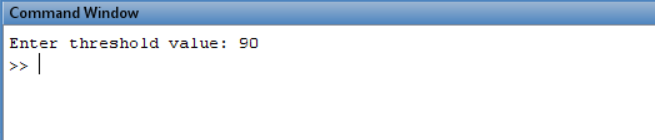 Command Window
Enter threshold value: 90
>>